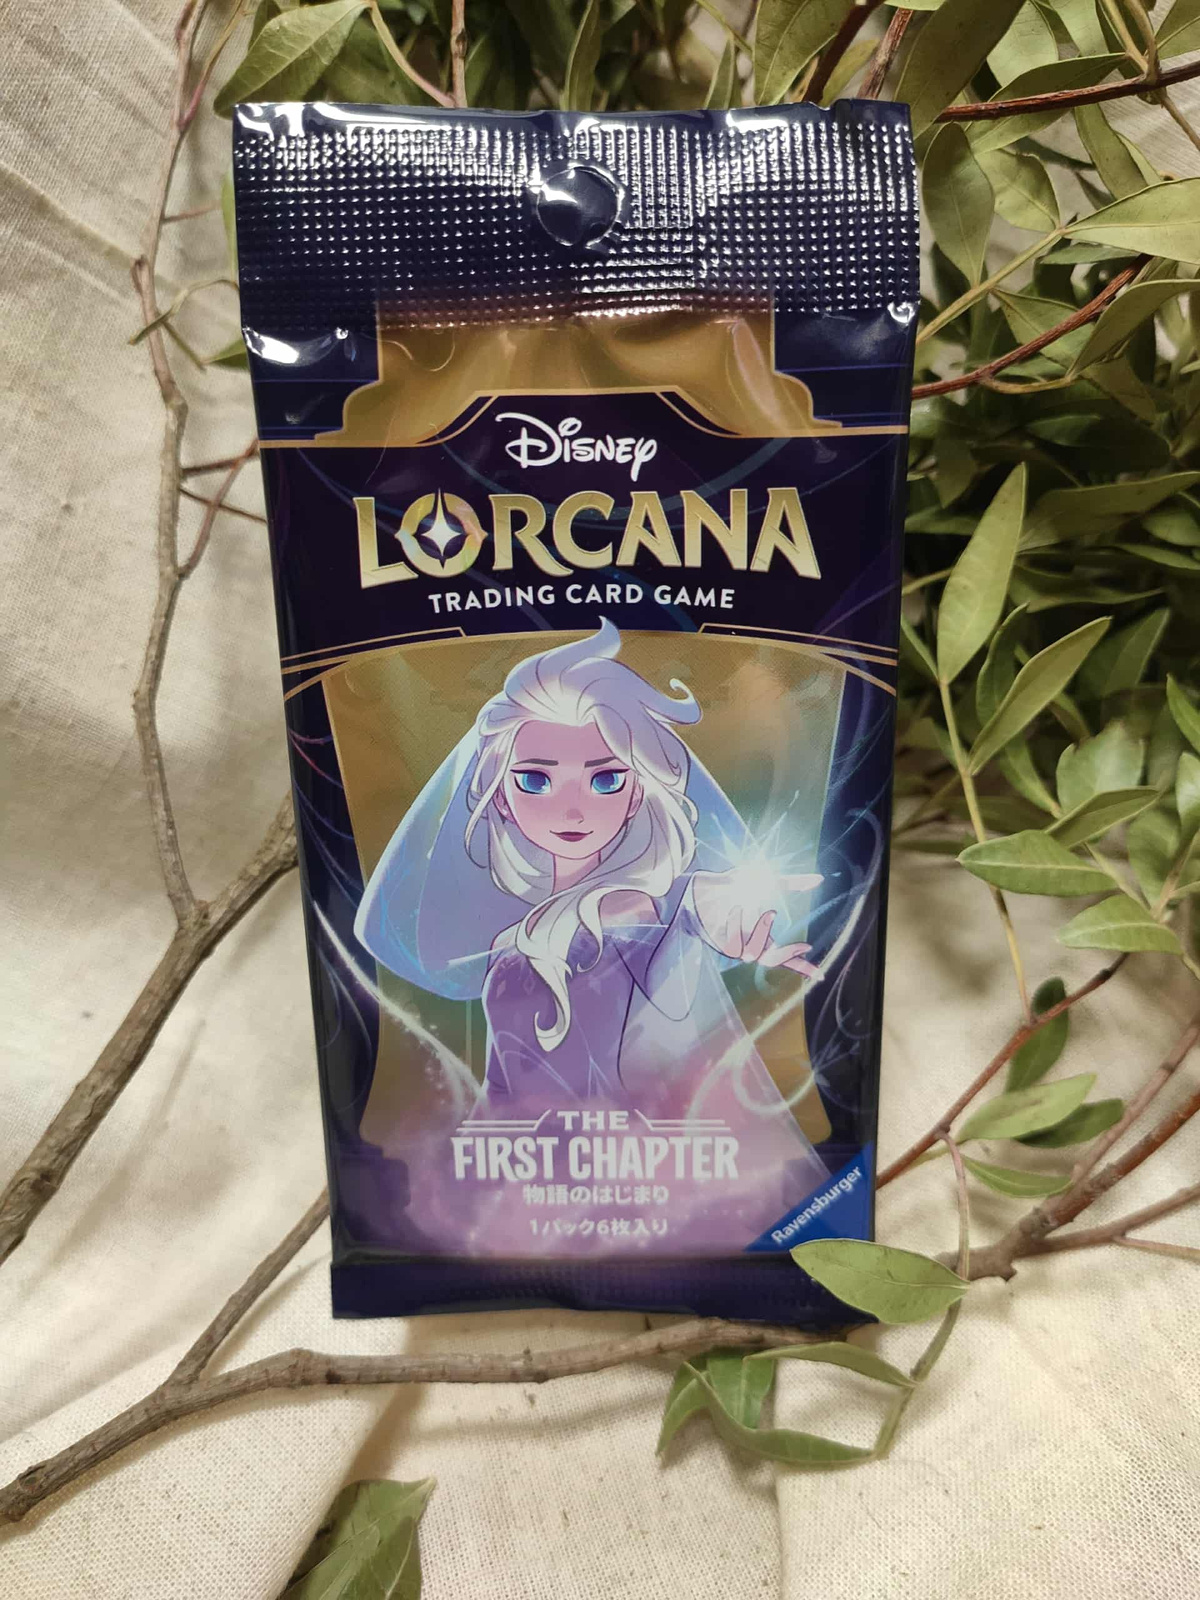 Disney
LORCANA
TRADING CARD GAME
THE
FIRST CHAPTER
物語のはじまり
1パック6枚入り
Ravensburger